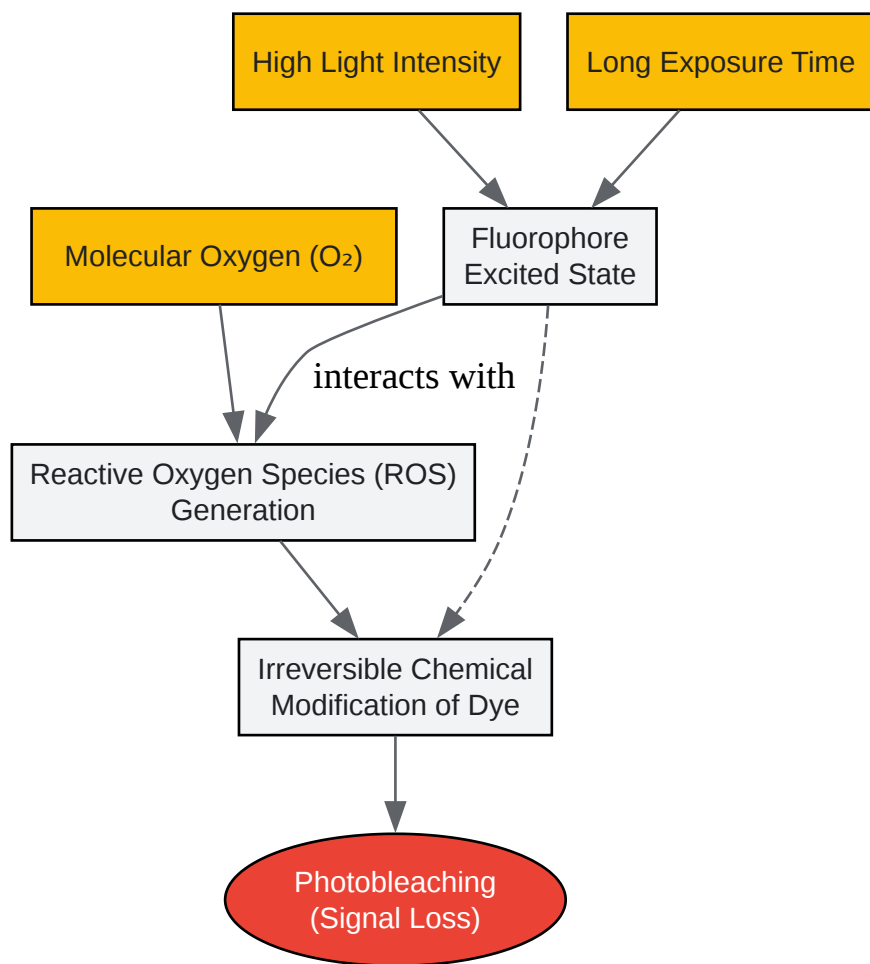 High Light Intensity
Long Exposure Time
Molecular Oxygen (O₂)
Fluorophore
Excited State
interacts with
Reactive Oxygen Species (ROS)
Generation
Irreversible Chemical
Modification of Dye
Photobleaching
(Signal Loss)